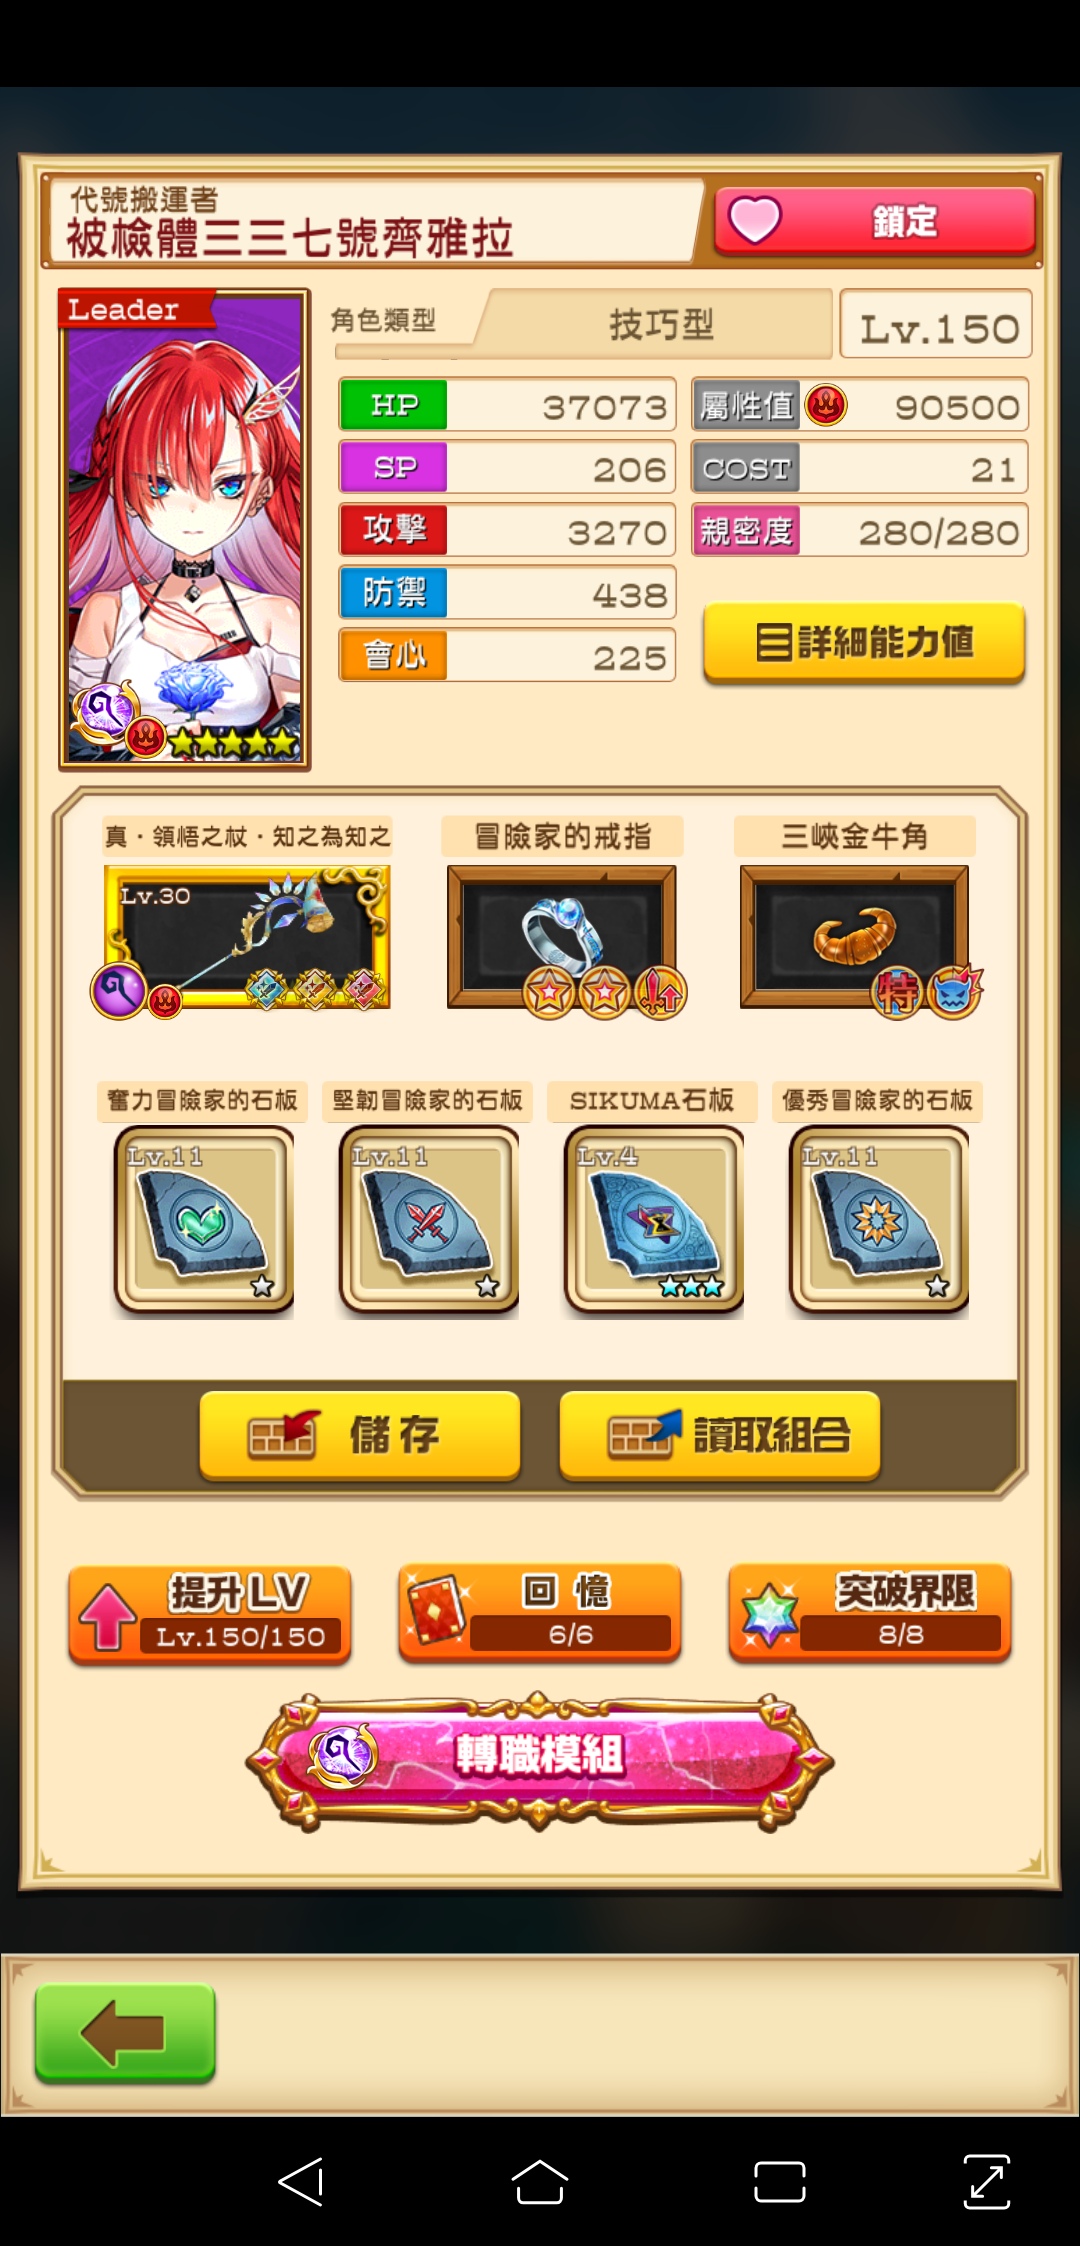 代號搬運者
被檢體三三七號齊雅拉
鎖定
Leader
角色類型
技巧型
Lv.150
HP
37073
屬性值
90500
SP
206
COST
21
攻擊
3270
親密度
280/280
防禦
438
詳細能力值
會心
225
真·領悟之杖·知之為知之
冒險家的戒指
三峽金牛角
Lv.30
特
奮力冒險家的石板
堅韌冒險家的石板
SIKUMA石板
優秀冒險家的石板
Lv.11
Lv.11
Lv.4
Lv.11
儲存
讀取組合
提升LV
Lv.150/150
回憶
6/6
突破界限
8/8
轉職模組